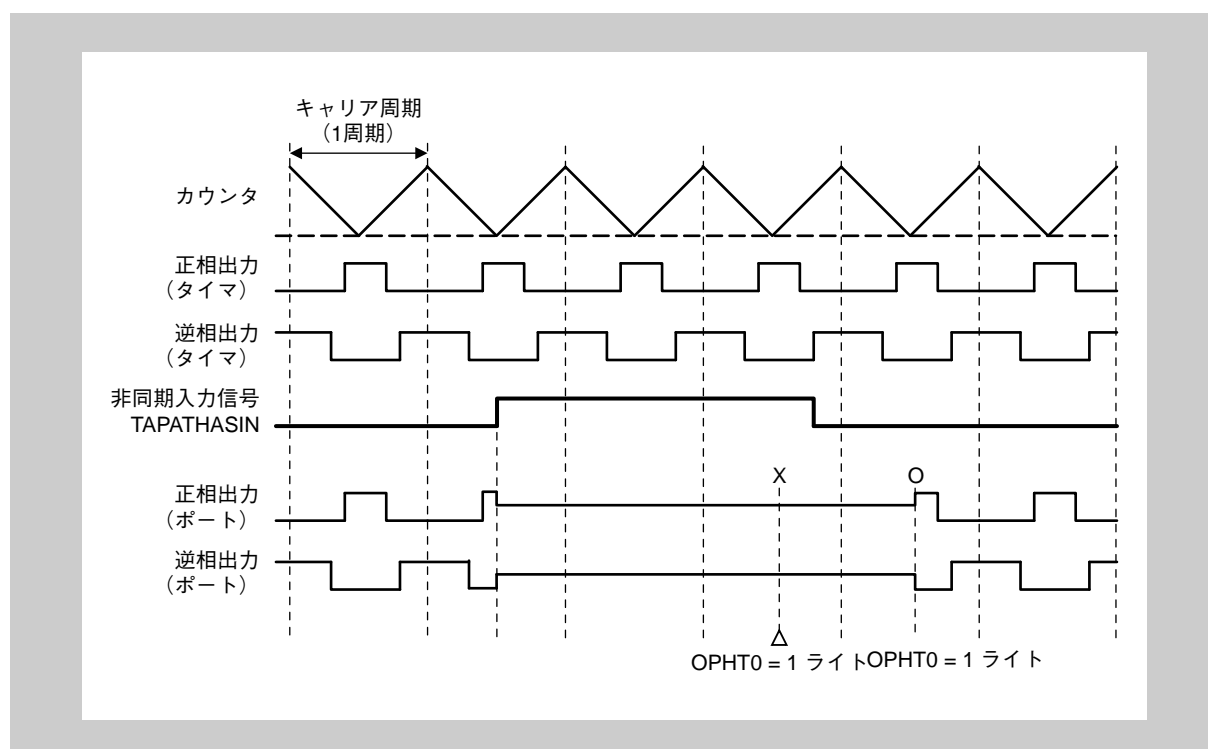 キャリア周期
（1周期）
カウンタ
正相出力
（タイマ）
逆相出力
（タイマ）
非同期入力信号
TAPATHASIN
正相出力
（ポート）
逆相出力
（ポート）
X
O
OPHT0 = 1 ライト
OPHT0 = 1 ライト